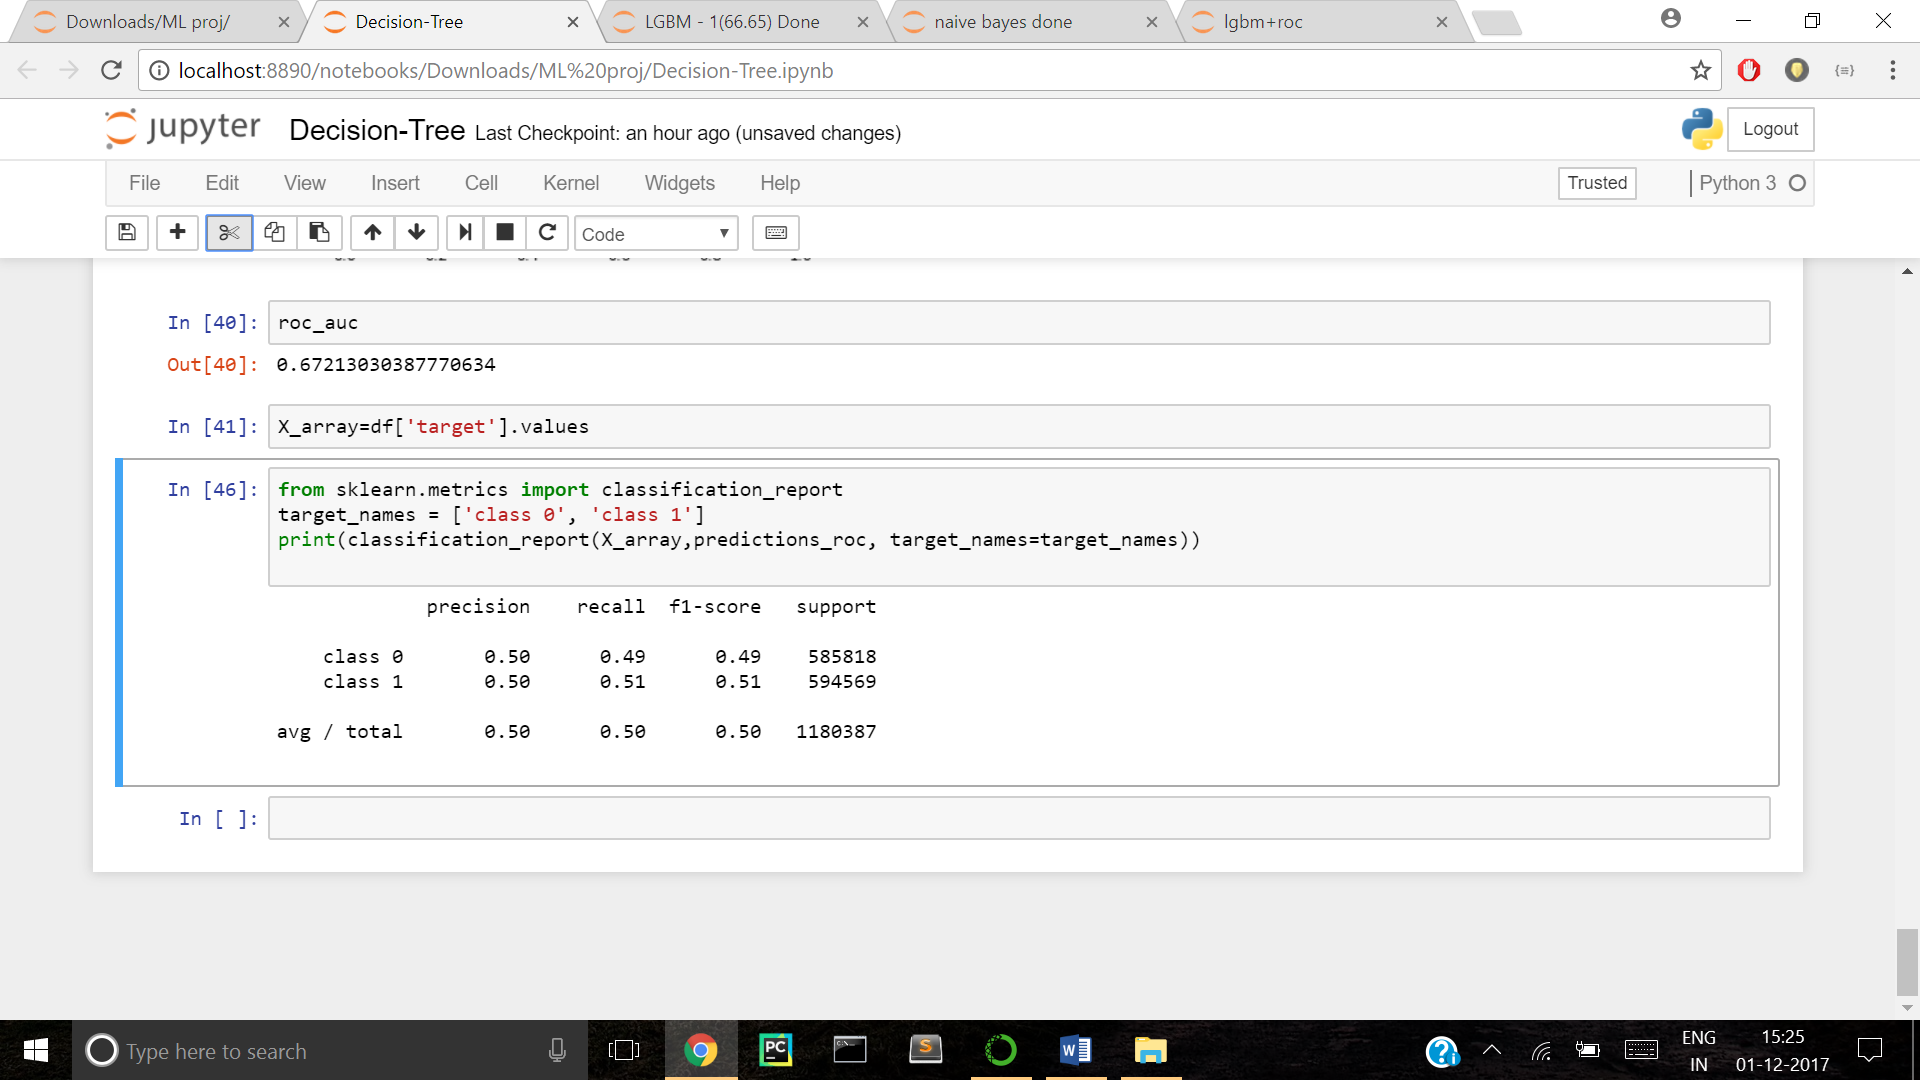 Downloads/ML proj/
Decision-Tree
LGBM - 1(66.65) Done
naive bayes done
lgbm+roc
localhost:8890/notebooks/Downloads/ML%20proj/Decision-Tree.ipynb
jupyter Decision-Tree Last Checkpoint: an hour ago (unsaved changes)
Logout
File Edit View Insert Cell Kernel Widgets Help
Trusted
Python 3
Code
In [40]: roc_auc
Out[40]: 0.67213030387770634
In [41]: X_array=df['target'].values
In [46]: from sklearn.metrics import classification_report
target_names = ['class 0', 'class 1']
print(classification_report(X_array,predictions_roc, target_names=target_names))
precision recall f1-score support
class 0 0.50 0.49 0.49 585818
class 1 0.50 0.51 0.51 594569
avg / total 0.50 0.50 0.50 1180387
In [ ]:
Type here to search
PC
S
W
ENG
IN
15:25
01-12-2017